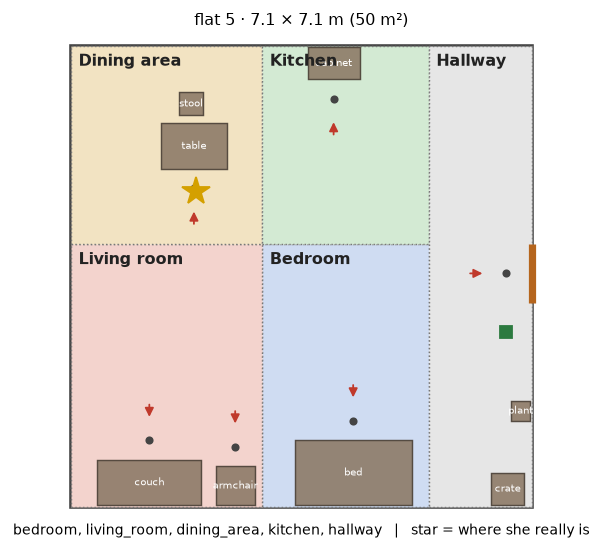 flat 5 · 7.1 × 7.1 m (50 m²)
Dining area
Kitchen
Hallway
stool
table
Living room
Bedroom
plant
couch
armchair
bed
crate
bedroom, living_room, dining_area, kitchen, hallway | star = where she really is